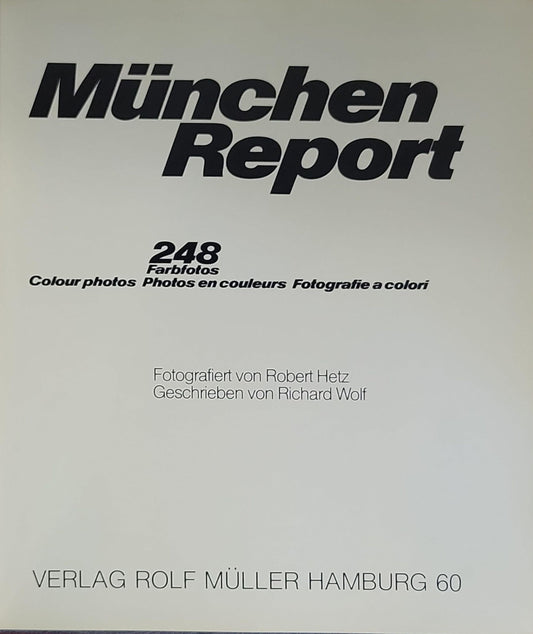 München
Report
248
Farbfotos
Colour photos Photos en couleurs Fotografie a colori
Fotografiert von Robert Hetz
Geschrieben von Richard Wolf
VERLAG ROLF MÜLLER HAMBURG 60